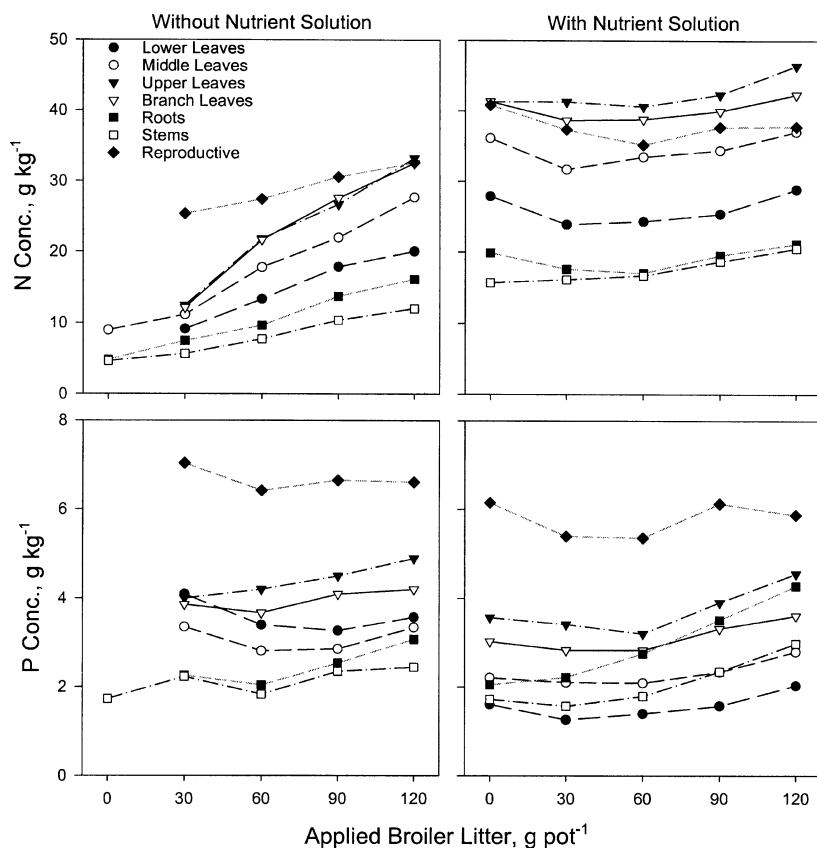 Without Nutrient Solution
With Nutrient Solution
N Conc., g kg⁻¹
50
40
30
20
10
0
Lower Leaves
Middle Leaves
Upper Leaves
Branch Leaves
Roots
Stems
Reproductive
P Conc., g kg⁻¹
8
6
4
2
0
0 30 60 90 120
0 30 60 90 120
Applied Broiler Litter, g pot⁻¹